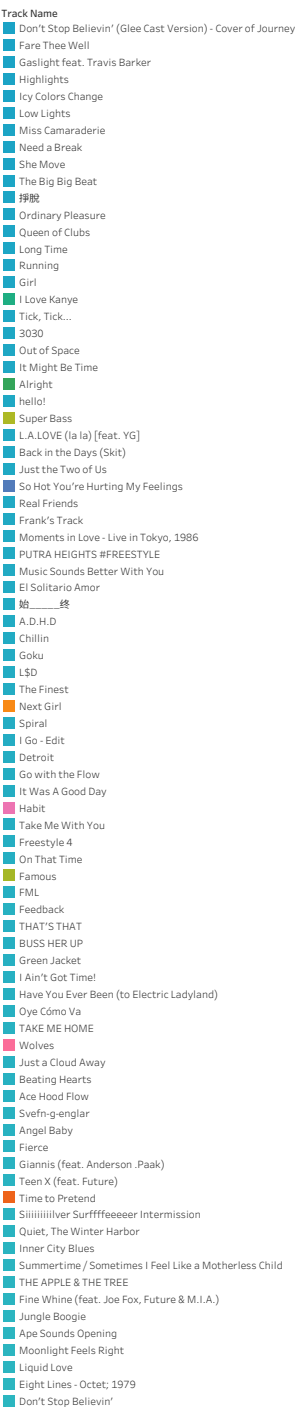 Track Name
Don't Stop Believin' (Glee Cast Version) - Cover of Journey
Fare Thee Well
Gaslight feat. Travis Barker
Highlights
Icy Colors Change
Low Lights
Miss Camaraderie
Need a Break
She Move
The Big Big Beat
掙脫
Ordinary Pleasure
Queen of Clubs
Long Time
Running
Girl
I Love Kanye
Tick, Tick...
3030
Out of Space
It Might Be Time
Alright
hello!
Super Bass
L.A.LOVE (la la) [feat. YG]
Back in the Days (Skit)
Just the Two of Us
So Hot You're Hurting My Feelings
Real Friends
Frank's Track
Moments in Love - Live in Tokyo, 1986
PUTRA HEIGHTS #FREESTYLE
Music Sounds Better With You
El Solitario Amor
始_____终
A.D.H.D
Chillin
Goku
L$D
The Finest
Next Girl
Spiral
I Go - Edit
Detroit
Go with the Flow
It Was A Good Day
Habit
Take Me With You
Freestyle 4
On That Time
Famous
FML
Feedback
THAT'S THAT
BUSS HER UP
Green Jacket
I Ain't Got Time!
Have You Ever Been (to Electric Ladyland)
Oye Cómo Va
TAKE ME HOME
Wolves
Just a Cloud Away
Beating Hearts
Ace Hood Flow
Svefn-g-englar
Angel Baby
Fierce
Giannis (feat. Anderson .Paak)
Teen X (feat. Future)
Time to Pretend
Siiiiiiiiilver Surffffeeeeer Intermission
Quiet, The Winter Harbor
Inner City Blues
Summertime / Sometimes I Feel Like a Motherless Child
THE APPLE & THE TREE
Fine Whine (feat. Joe Fox, Future & M.I.A.)
Jungle Boogie
Ape Sounds Opening
Moonlight Feels Right
Liquid Love
Eight Lines - Octet; 1979
Don't Stop Believin'